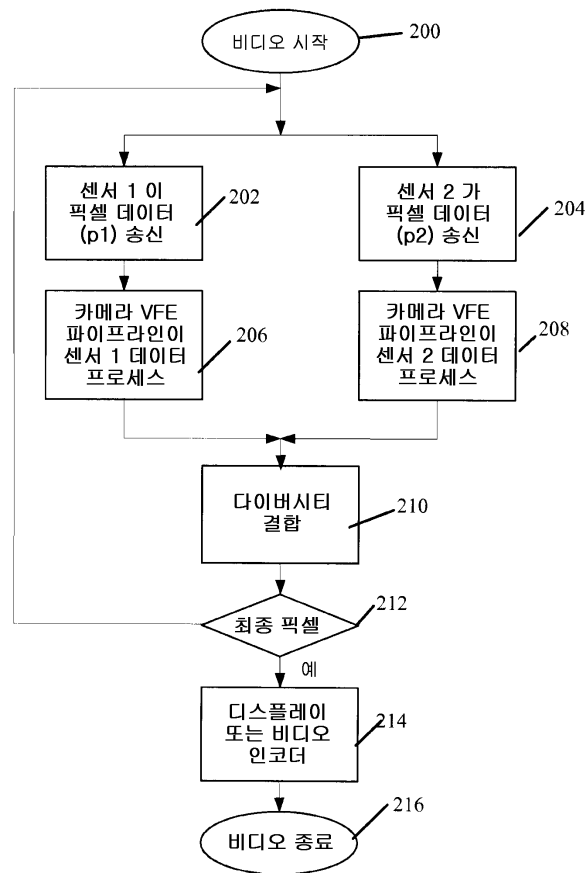 비디오 시작
200
센서 1 이
픽셀 데이터
(p1) 송신
202
센서 2 가
픽셀 데이터
(p2) 송신
204
카메라 VFE
파이프라인이
센서 1 데이터
프로세스
206
카메라 VFE
파이프라인이
센서 2 데이터
프로세스
208
다이버시티
결합
210
최종 픽셀
212
예
디스플레이
또는 비디오
인코더
214
비디오 종료
216